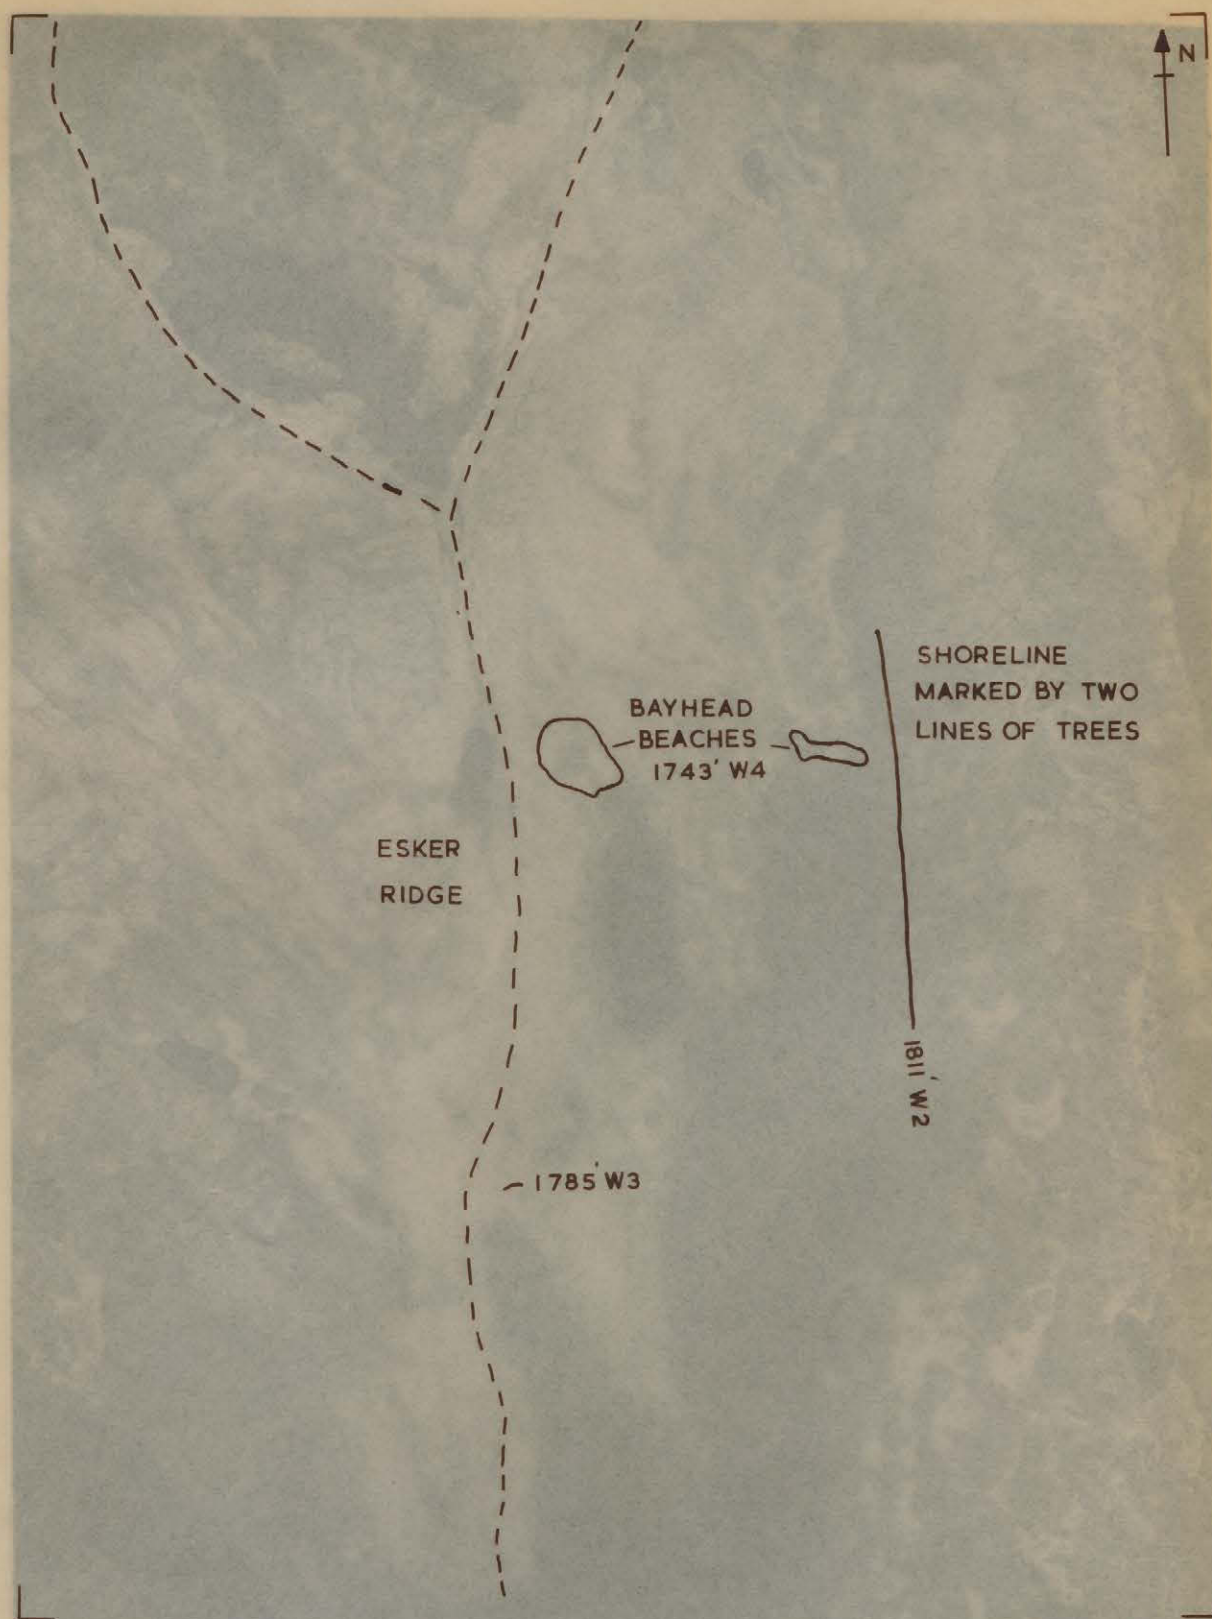 N
SHORELINE
MARKED BY TWO
LINES OF TREES
BAYHEAD
BEACHES
1743' W4
ESKER
RIDGE
1811' W2
1785' W3